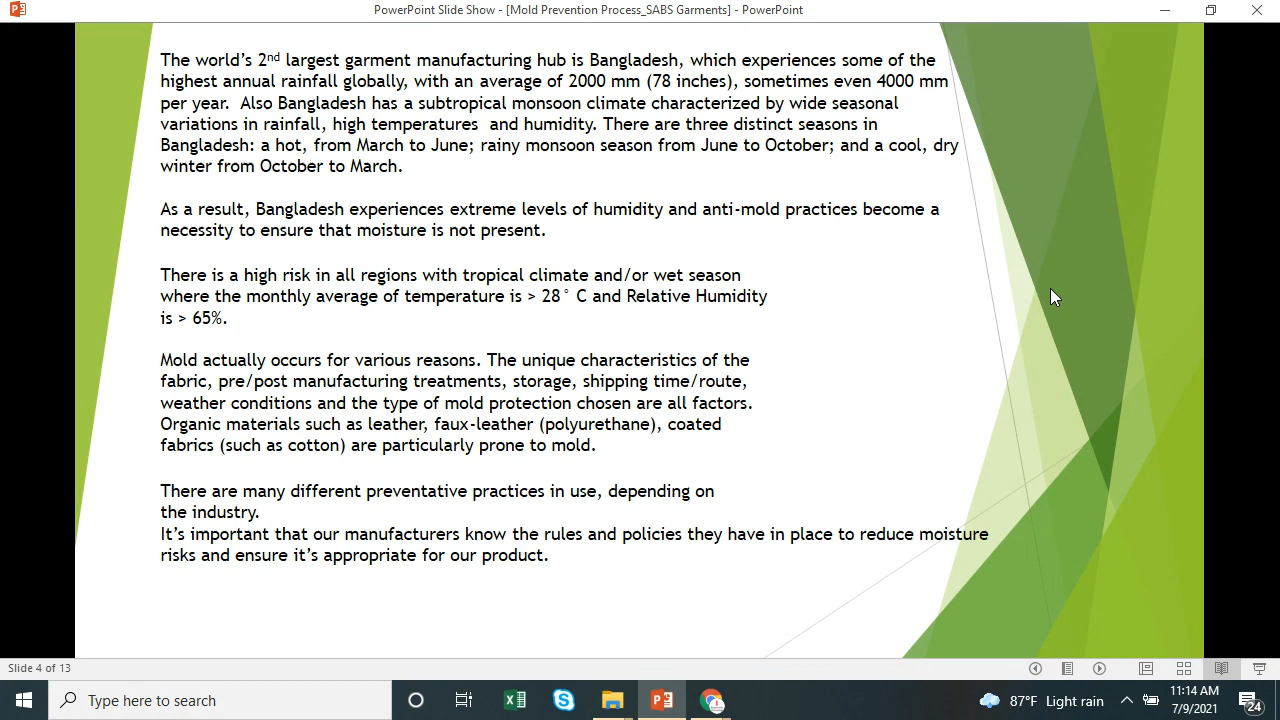 PowerPoint Slide Show - [Mold Prevention Process_SABS Garments] - PowerPoint
The world's 2nd largest garment manufacturing hub is Bangladesh, which experiences some of the
highest annual rainfall globally, with an average of 2000 mm (78 inches), sometimes even 4000 mm
per year. Also Bangladesh has a subtropical monsoon climate characterized by wide seasonal
variations in rainfall, high temperatures and humidity. There are three distinct seasons in
Bangladesh: a hot, from March to June; rainy monsoon season from June to October; and a cool, dry
winter from October to March.
As a result, Bangladesh experiences extreme levels of humidity and anti-mold practices become a
necessity to ensure that moisture is not present.
There is a high risk in all regions with tropical climate and/or wet season
where the monthly average of temperature is > 28° C and Relative Humidity
is > 65%.
Mold actually occurs for various reasons. The unique characteristics of the
fabric, pre/post manufacturing treatments, storage, shipping time/route,
weather conditions and the type of mold protection chosen are all factors.
Organic materials such as leather, faux-leather (polyurethane), coated
fabrics (such as cotton) are particularly prone to mold.
There are many different preventative practices in use, depending on
the industry.
It's important that our manufacturers know the rules and policies they have in place to reduce moisture
risks and ensure it's appropriate for our product.
Slide 4 of 13
Type here to search
87°F Light rain
11:14 AM
7/9/2021
24